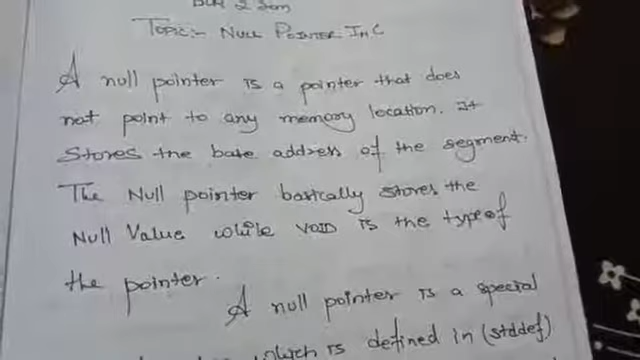 2 Sem
TOPIC:- NULL POINTER IN C
A null pointer is a pointer that does
not point to any memory location. It
stores the base address of the segment.
The Null pointer basically stores the
Null Value while VOID is the type of
the pointer.
A null pointer is a special
which is defined in (stddef)